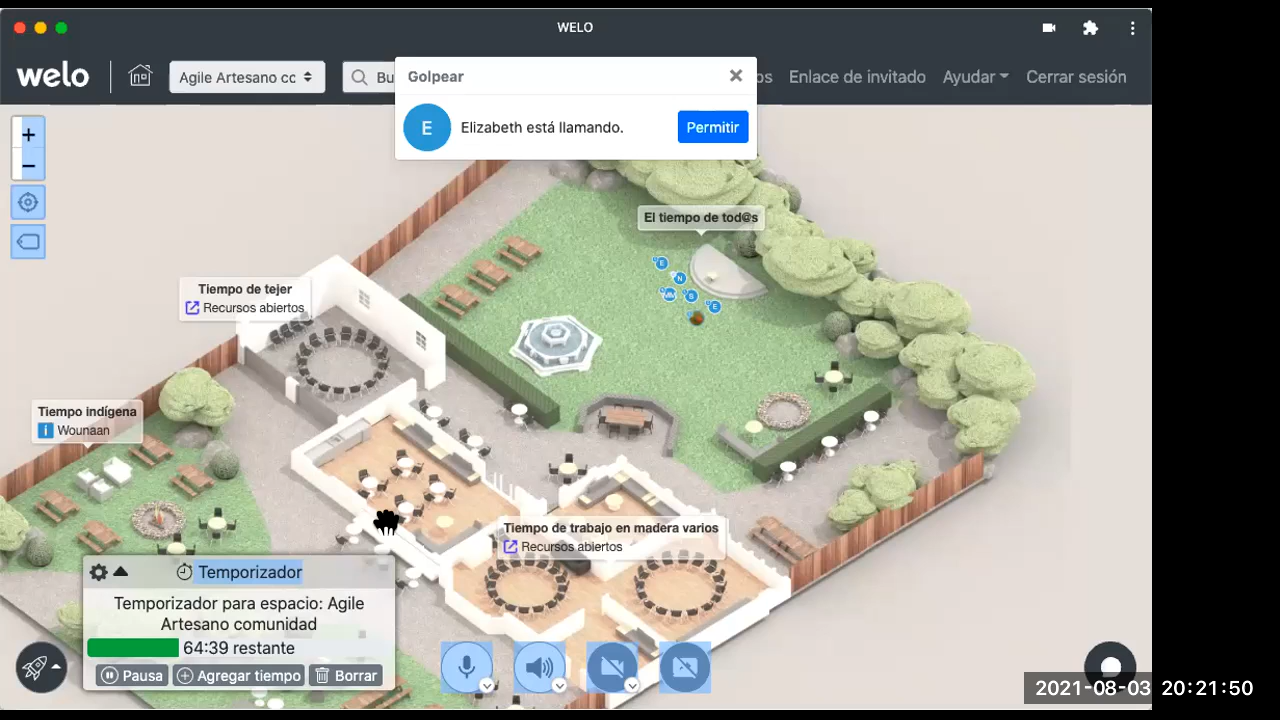 WELO
welo
Agile Artesano cc
Bu
os
Enlace de invitado
Ayudar
Cerrar sesión
Golpear
E
Elizabeth está llamando.
Permitir
+
−
El tiempo de tod@s
E
N
S
E
Tiempo de tejer
Recursos abiertos
Tiempo indígena
Wounaan
Tiempo de trabajo en madera varios
Recursos abiertos
Temporizador
Temporizador para espacio: Agile
Artesano comunidad
64:39 restante
Pausa
Agregar tiempo
Borrar
2021-08-03 20:21:50